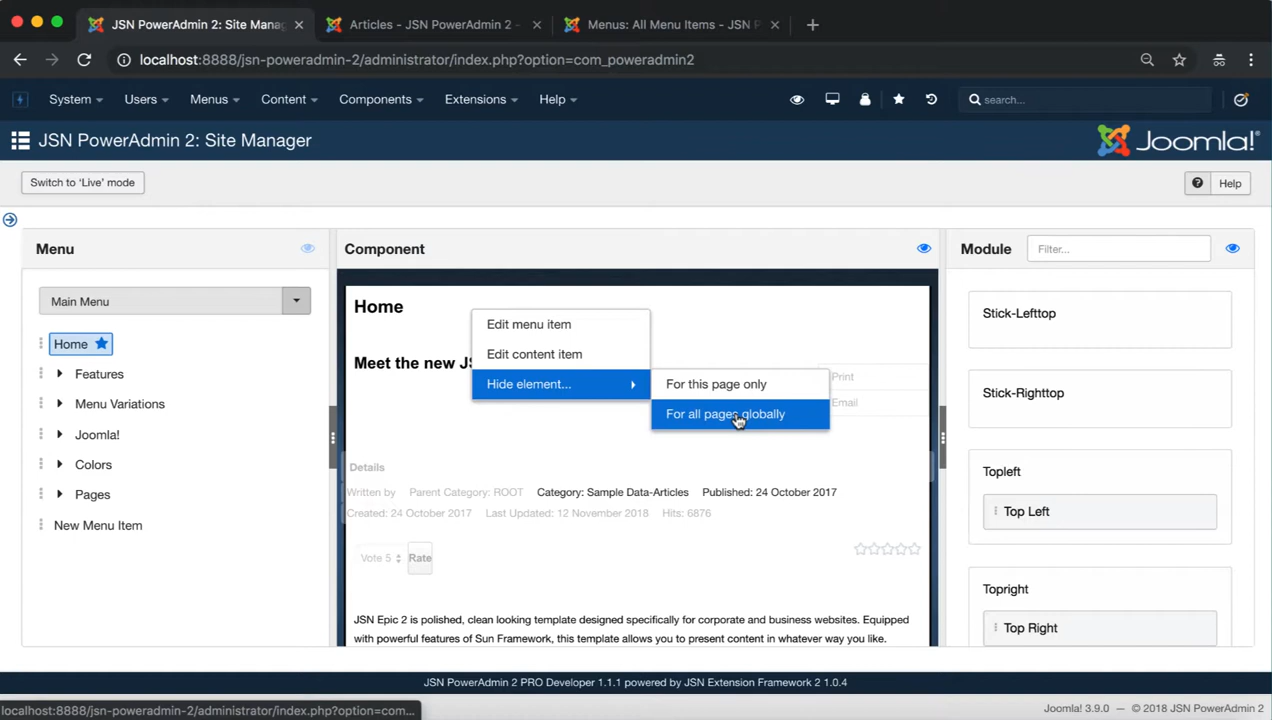 JSN PowerAdmin 2: Site Manag
Articles - JSN PowerAdmin 2 -
Menus: All Menu Items - JSN P
localhost:8888/jsn-poweradmin-2/administrator/index.php?option=com_poweradmin2
System
Users
Menus
Content
Components
Extensions
Help
search...
JSN PowerAdmin 2: Site Manager
Joomla!
Switch to ‘Live’ mode
Help
Menu
Component
Module
Filter...
Main Menu
Home
Features
Menu Variations
Joomla!
Colors
Pages
New Menu Item
Home
Meet the new JS
Edit menu item
Edit content item
Hide element...
For this page only
For all pages globally
Print
Email
Details
Written by Parent Category: ROOT Category: Sample Data-Articles Published: 24 October 2017
Created: 24 October 2017 Last Updated: 12 November 2018 Hits: 6876
Vote 5
Rate
JSN Epic 2 is polished, clean looking template designed specifically for corporate and business websites. Equipped
with powerful features of Sun Framework, this template allows you to present content in whatever way you like.
Stick-Lefttop
Stick-Righttop
Topleft
Top Left
Topright
Top Right
JSN PowerAdmin 2 PRO Developer 1.1.1 powered by JSN Extension Framework 2 1.0.4
localhost:8888/jsn-poweradmin-2/administrator/index.php?option=com...
Joomla! 3.9.0 — © 2018 JSN PowerAdmin 2